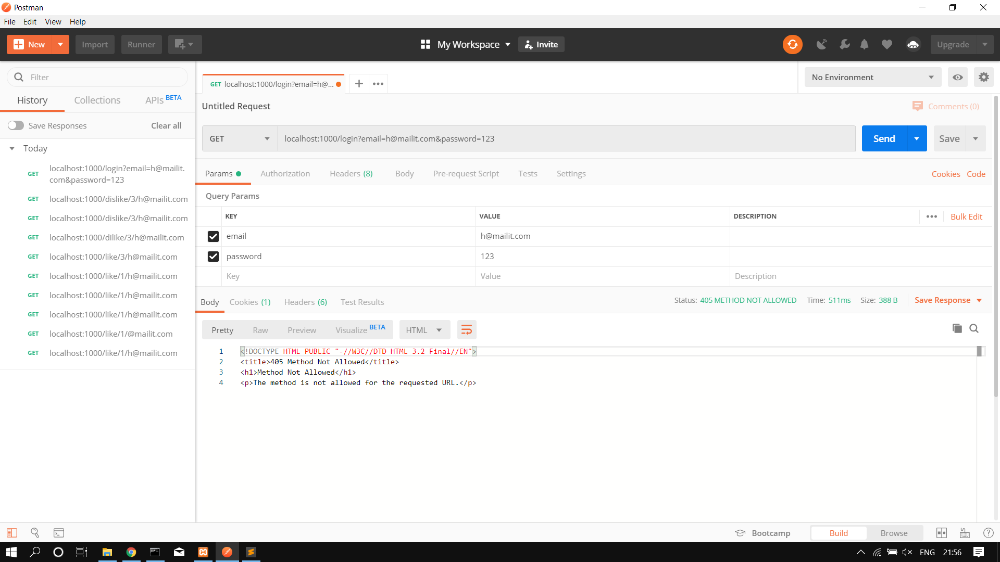 Postman
File Edit View Help
New Import Runner My Workspace Invite Upgrade
Filter
History Collections APIs BETA
Save Responses Clear all
Today
GET localhost:1000/login?email=h@mailit.
com&password=123
GET localhost:1000/dislike/3/h@mailit.com
GET localhost:1000/dislike/3/h@mailit.com
GET localhost:1000/dilike/3/h@mailit.com
GET localhost:1000/like/3/h@mailit.com
GET localhost:1000/like/1/h@mailit.com
GET localhost:1000/like/1/h@mailit.com
GET localhost:1000/like/1/h@mailit.com
GET localhost:1000/like/1/@mailit.com
GET localhost:1000/like/1/h@mailit.com
GET localhost:1000/login?email=h@...
No Environment
Untitled Request Comments (0)
GET localhost:1000/login?email=h@mailit.com&password=123 Send Save
Params Authorization Headers (8) Body Pre-request Script Tests Settings Cookies Code
Query Params
KEY VALUE DESCRIPTION Bulk Edit
email h@mailit.com
password 123
Key Value Description
Body Cookies (1) Headers (6) Test Results Status: 405 METHOD NOT ALLOWED Time: 511ms Size: 388 B Save Response
Pretty Raw Preview Visualize BETA HTML
1 <!DOCTYPE HTML PUBLIC "-//W3C//DTD HTML 3.2 Final//EN">
2 <title>405 Method Not Allowed</title>
3 <h1>Method Not Allowed</h1>
4 <p>The method is not allowed for the requested URL.</p>
Bootcamp Build Browse
ENG 21:56